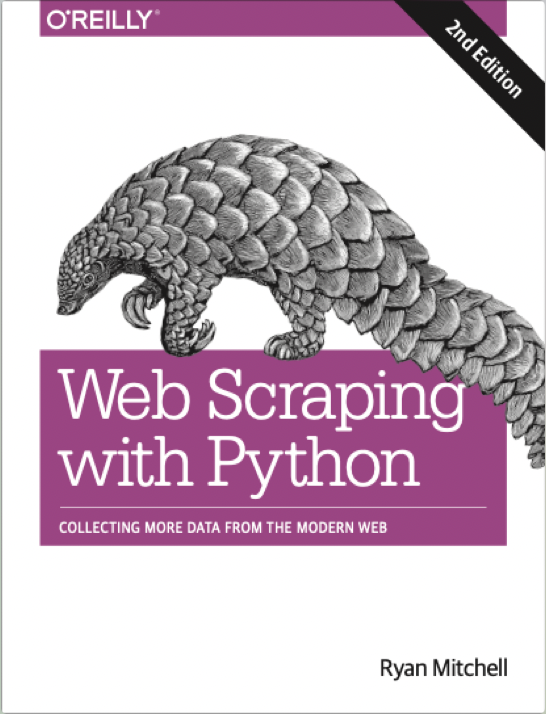 O'REILLY®
2nd Edition
Web Scraping
with Python
COLLECTING MORE DATA FROM THE MODERN WEB
Ryan Mitchell